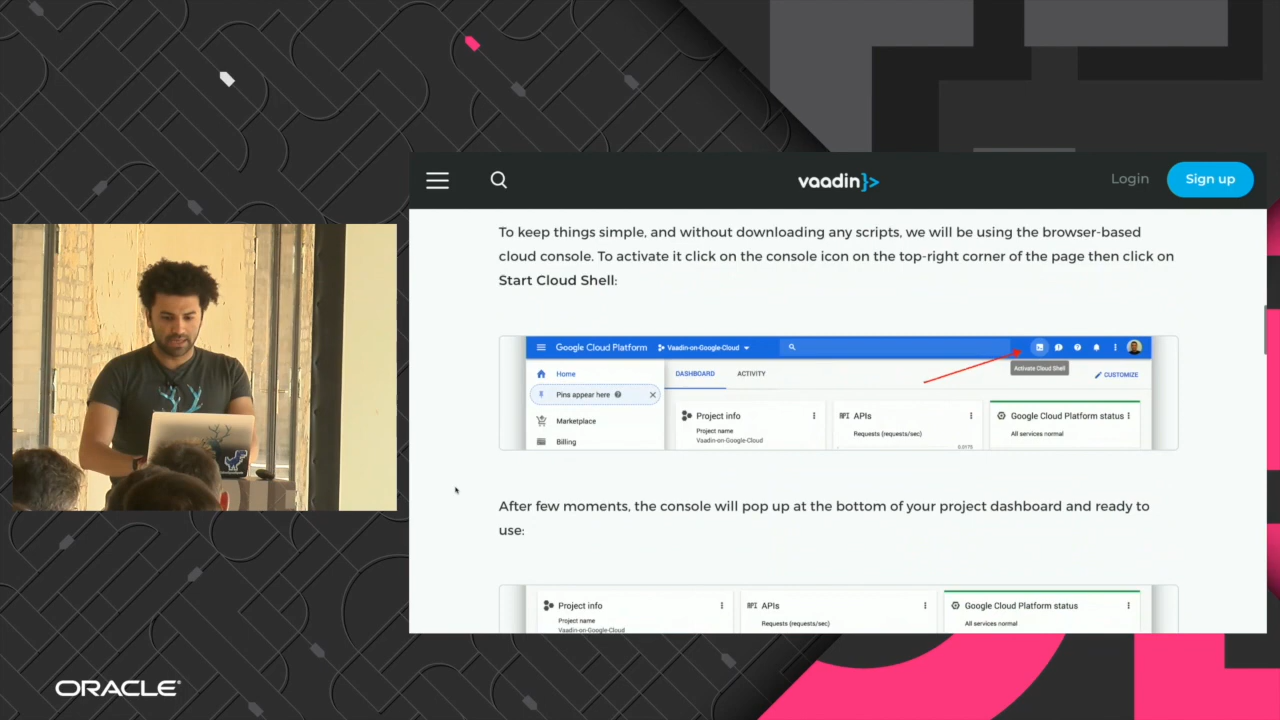 vaadin}>
Login
Sign up
To keep things simple, and without downloading any scripts, we will be using the browser-based
cloud console. To activate it click on the console icon on the top-right corner of the page then click on
Start Cloud Shell:
Google Cloud Platform
Vaadin-on-Google-Cloud
Home
DASHBOARD
ACTIVITY
Activate Cloud Shell
CUSTOMIZE
Pins appear here
Marketplace
Billing
Project info
Project name
Vaadin-on-Google-Cloud
RPI APIs
Requests (requests/sec)
0.0175
Google Cloud Platform status
All services normal
After few moments, the console will pop up at the bottom of your project dashboard and ready to
use:
Project info
Project name
Vaadin-on-Google-Cloud
RPI APIs
Requests (requests/sec)
Google Cloud Platform status
All services normal
ORACLE